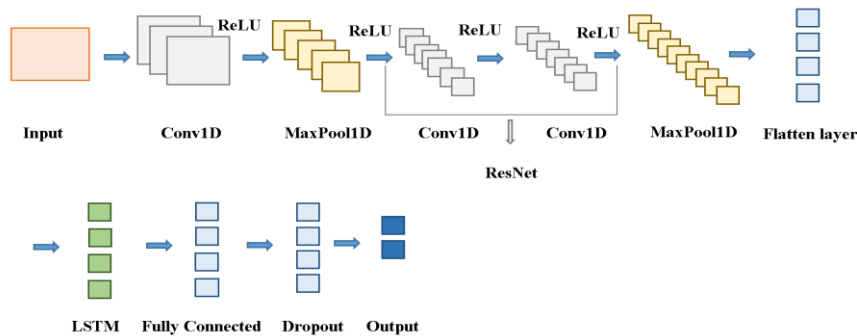 ReLU ReLU ReLU ReLU
Input Conv1D MaxPool1D Conv1D Conv1D MaxPool1D Flatten layer
ResNet
LSTM Fully Connected Dropout Output